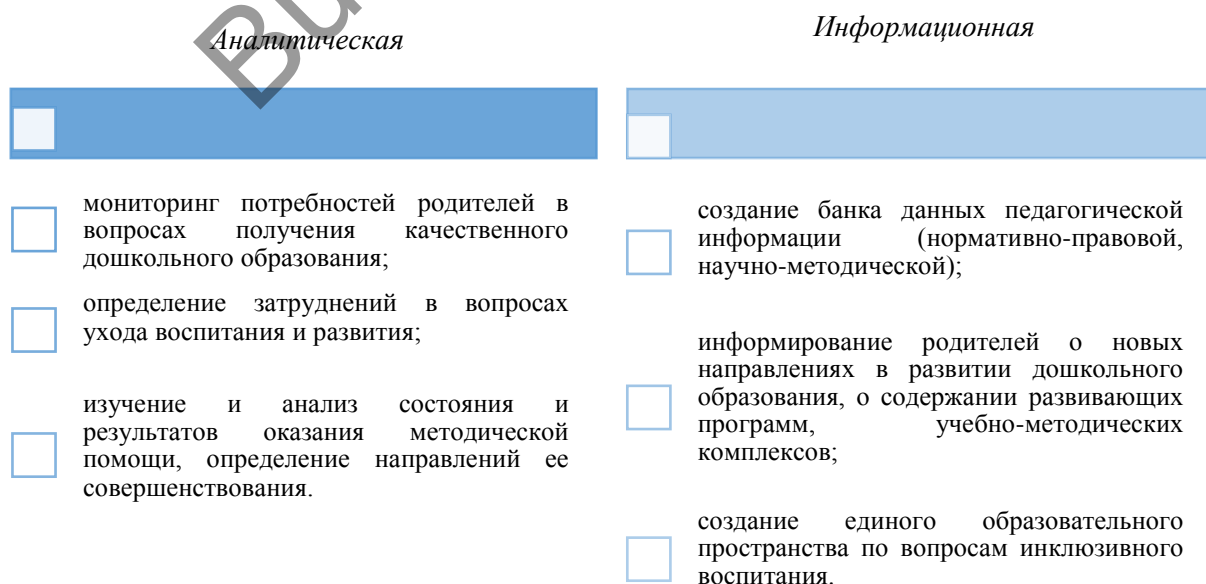 Аналитическая
мониторинг потребностей родителей в
вопросах получения качественного
дошкольного образования;
определение затруднений в вопросах
ухода воспитания и развития;
изучение и анализ состояния и
результатов оказания методической
помощи, определение направлений ее
совершенствования.
Информационная
создание банка данных педагогической
информации (нормативно-правовой,
научно-методической);
информирование родителей о новых
направлениях в развитии дошкольного
образования, о содержании развивающих
программ, учебно-методических
комплексов;
создание единого образовательного
пространства по вопросам инклюзивного
воспитания.